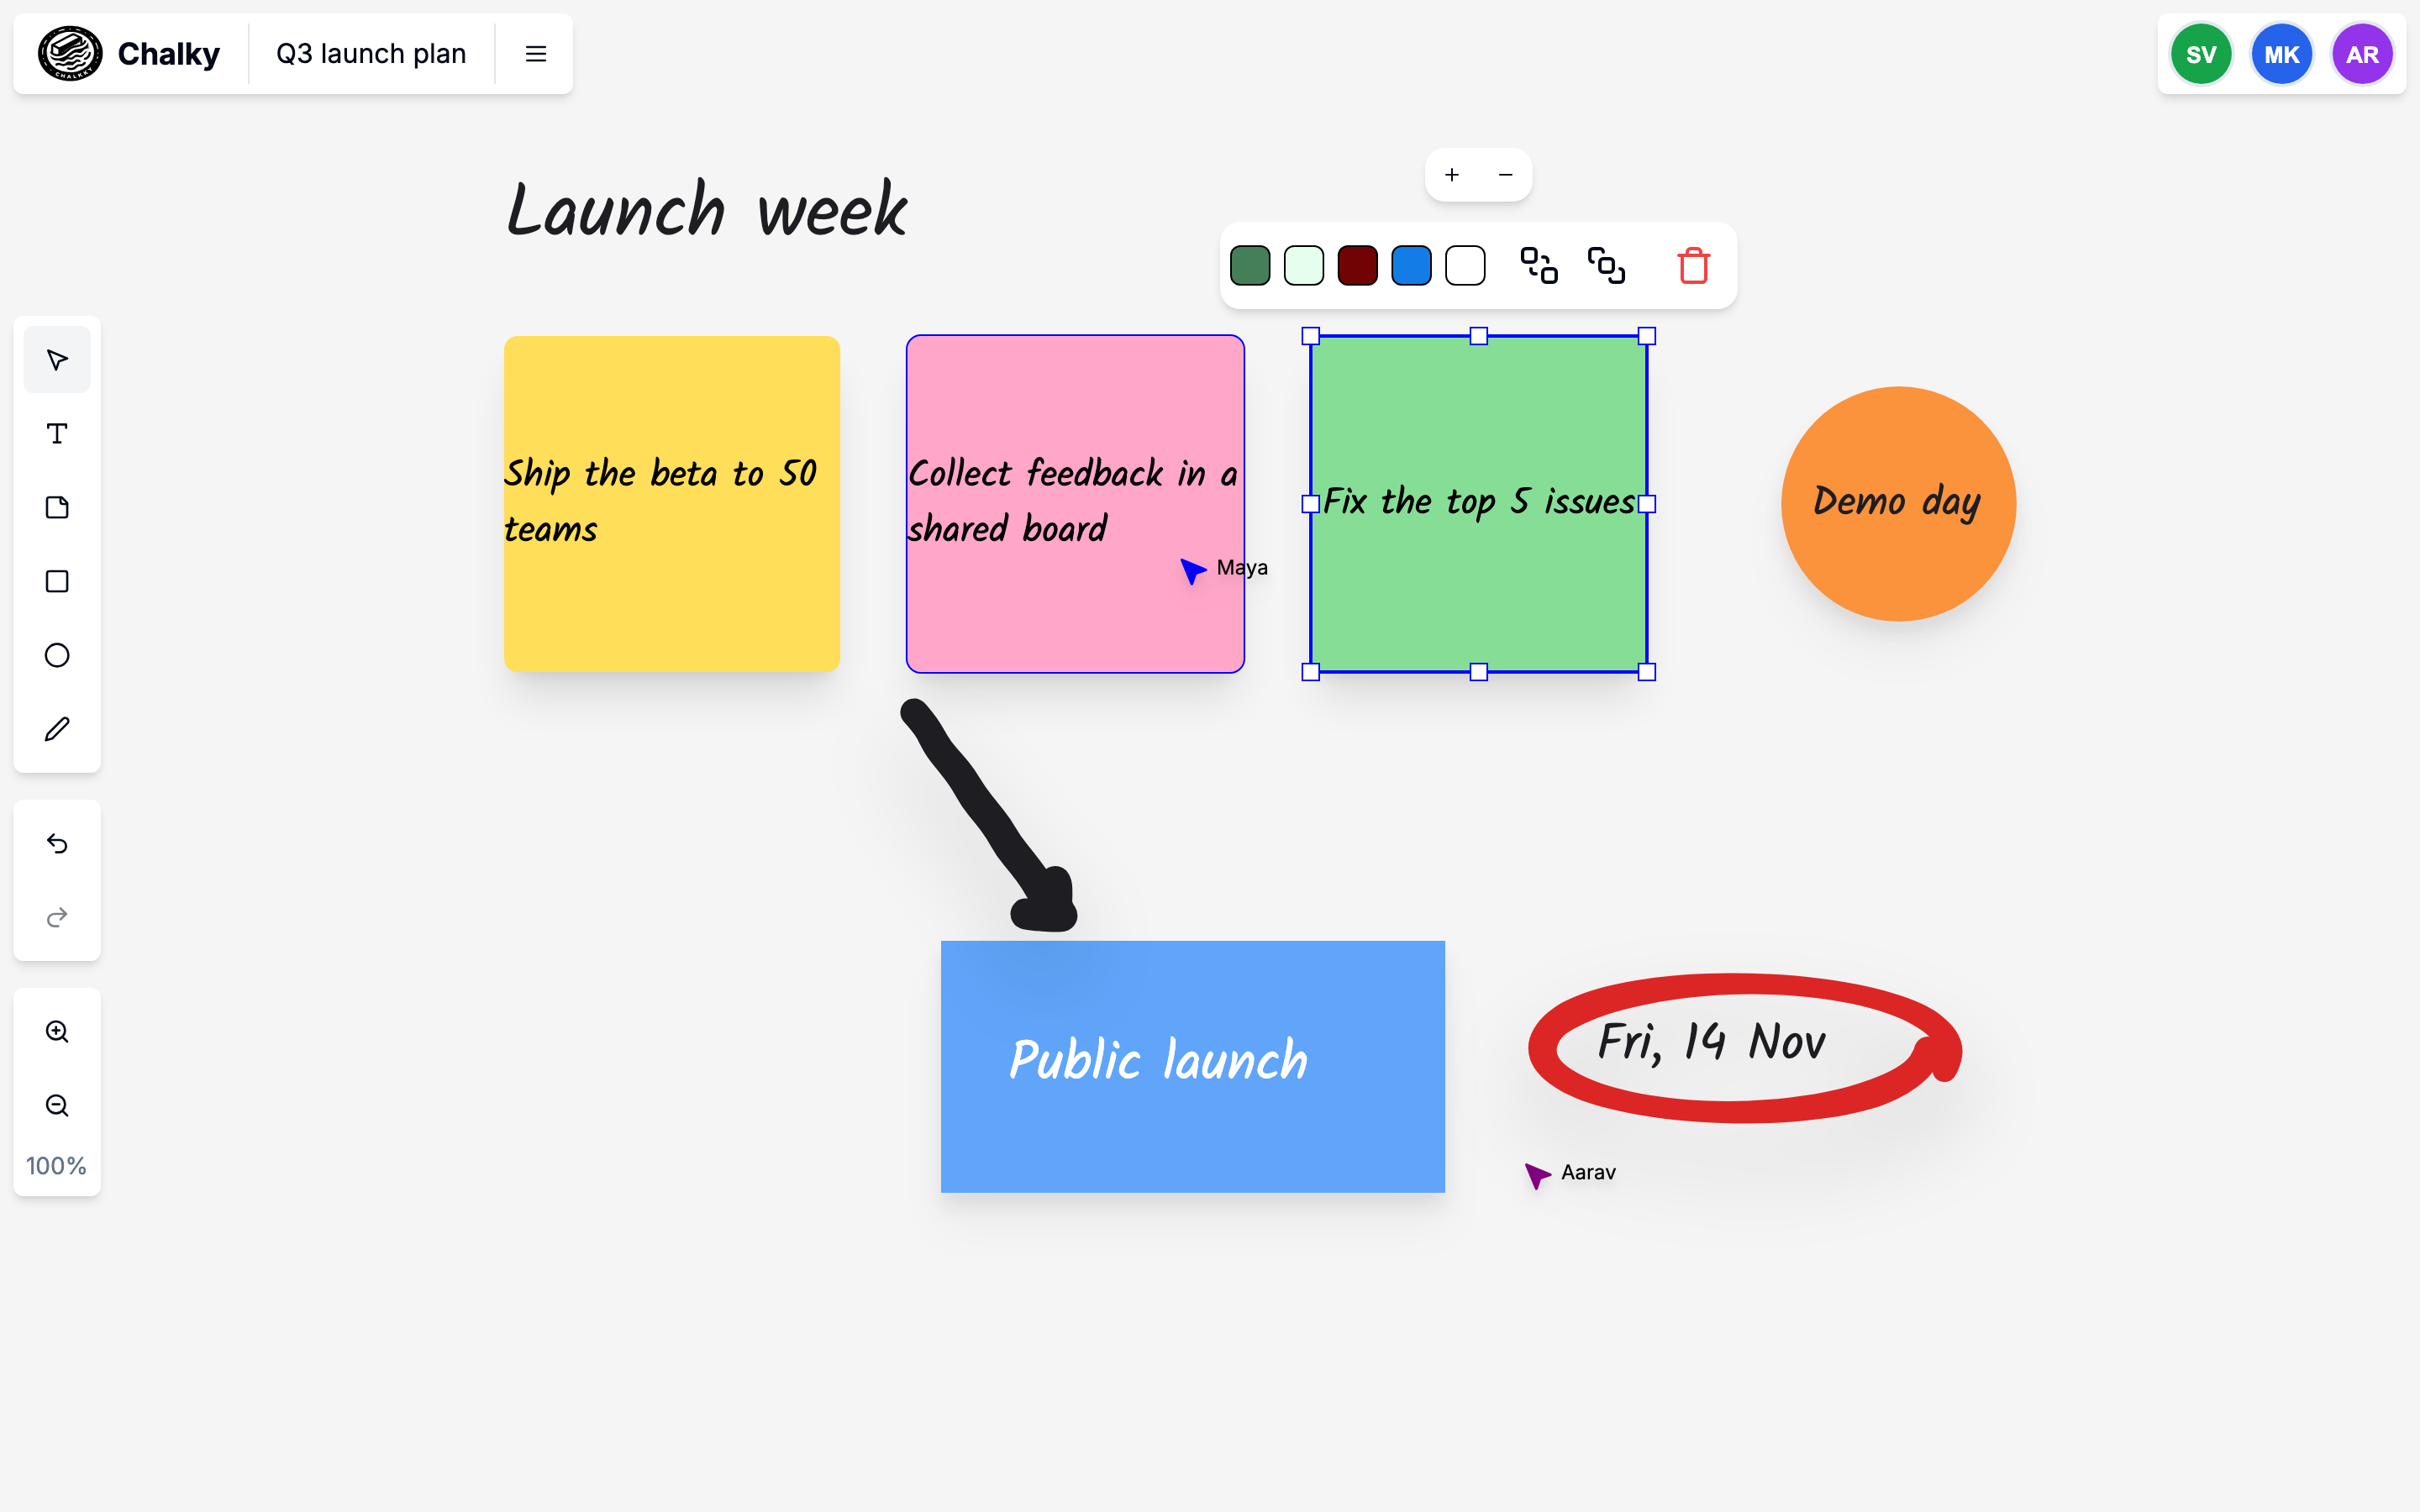 Chalky
Q3 launch plan
SV
MK
AR
Launch week
Ship the beta to 50
teams
Collect feedback in a
shared board
Maya
Fix the top 5 issues
Demo day
Public launch
Fri, 14 Nov
Aarav
100%